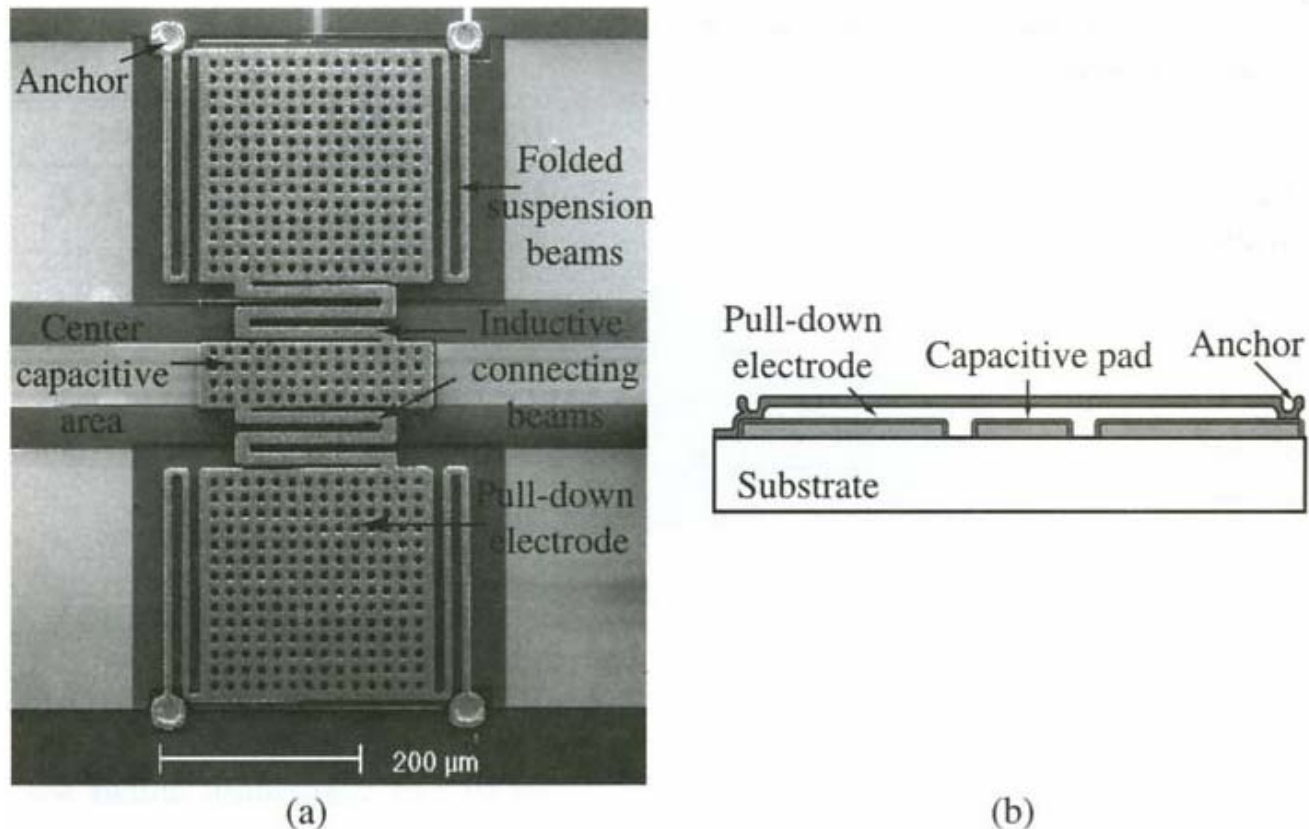 Anchor
Folded
suspension
beams
Center
capacitive
area
Inductive
connecting
beams
Pull-down
electrode
200 μm
(a)
Pull-down
electrode
Capacitive pad
Anchor
Substrate
(b)